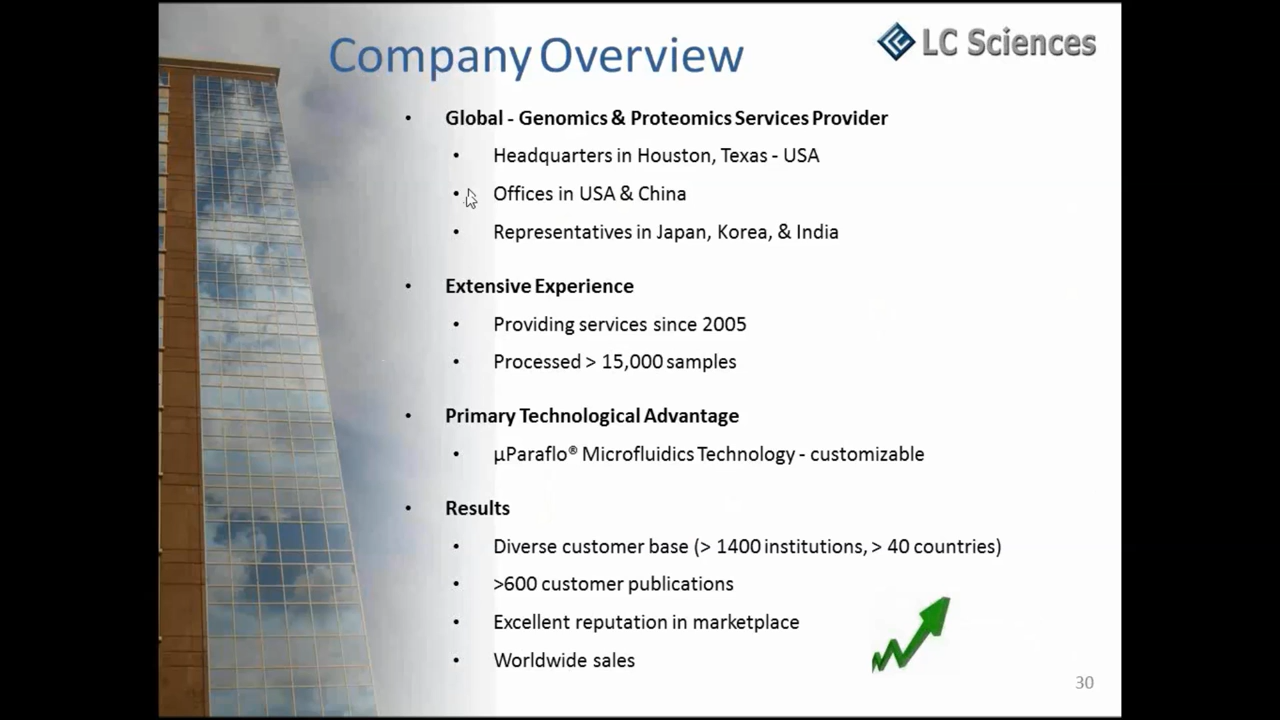 Company Overview
LC Sciences
• Global - Genomics & Proteomics Services Provider
• Headquarters in Houston, Texas - USA
• Offices in USA & China
• Representatives in Japan, Korea, & India
• Extensive Experience
• Providing services since 2005
• Processed > 15,000 samples
• Primary Technological Advantage
• µParaflo® Microfluidics Technology - customizable
• Results
• Diverse customer base (> 1400 institutions, > 40 countries)
• >600 customer publications
• Excellent reputation in marketplace
• Worldwide sales
30